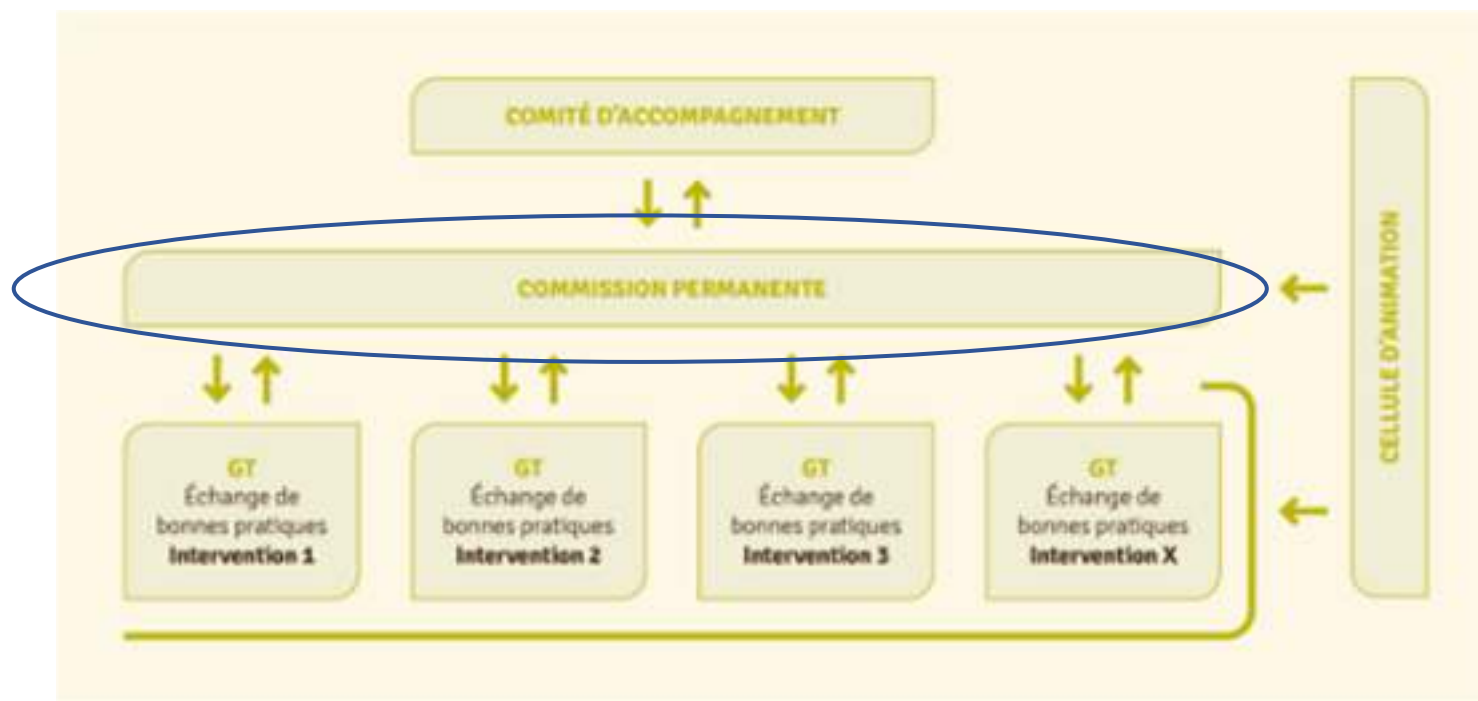 COMITÉ D'ACCOMPAGNEMENT
COMMISSION PERMANENTE
CELLULE D'ANIMATION
GT
Échange de
bonnes pratiques
Intervention 1
GT
Échange de
bonnes pratiques
Intervention 2
GT
Échange de
bonnes pratiques
Intervention 3
GT
Échange de
bonnes pratiques
Intervention X